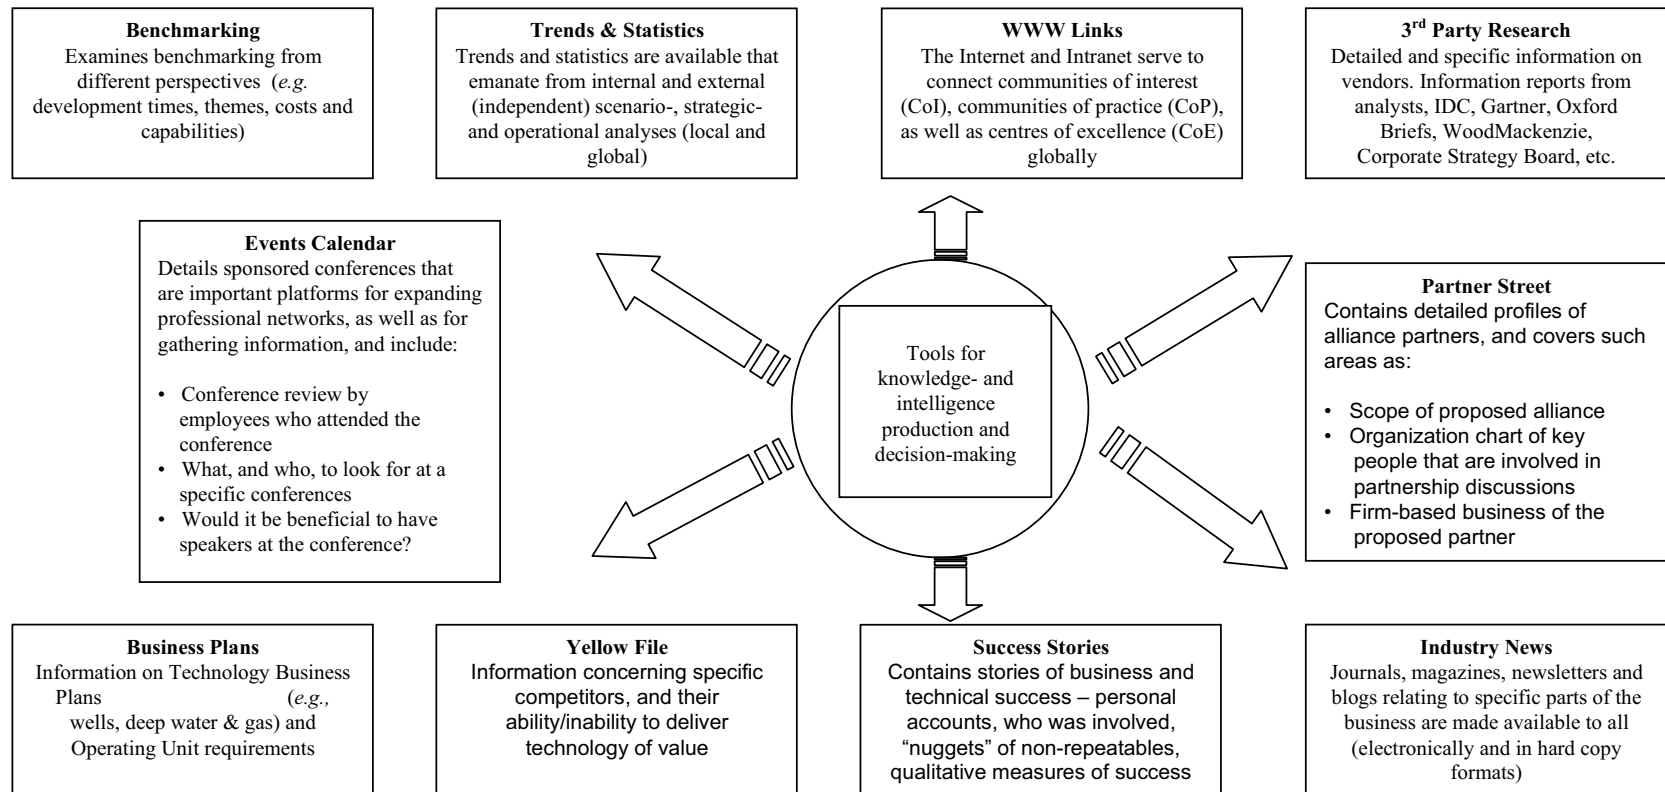 Benchmarking
Examines benchmarking from
different perspectives (e.g.
development times, themes, costs and
capabilities)
Trends & Statistics
Trends and statistics are available that
emanate from internal and external
(independent) scenario-, strategic-
and operational analyses (local and
global)
WWW Links
The Internet and Intranet serve to
connect communities of interest
(CoI), communities of practice (CoP),
as well as centres of excellence (CoE)
globally
3rd Party Research
Detailed and specific information on
vendors. Information reports from
analysts, IDC, Gartner, Oxford
Briefs, WoodMackenzie,
Corporate Strategy Board, etc.
Events Calendar
Details sponsored conferences that
are important platforms for expanding
professional networks, as well as for
gathering information, and include:
• Conference review by
employees who attended the
conference
• What, and who, to look for at a
specific conferences
• Would it be beneficial to have
speakers at the conference?
Tools for
knowledge- and
intelligence
production and
decision-making
Partner Street
Contains detailed profiles of
alliance partners, and covers such
areas as:
• Scope of proposed alliance
• Organization chart of key
people that are involved in
partnership discussions
• Firm-based business of the
proposed partner
Business Plans
Information on Technology Business
Plans (e.g.,
wells, deep water & gas) and
Operating Unit requirements
Yellow File
Information concerning specific
competitors, and their
ability/inability to deliver
technology of value
Success Stories
Contains stories of business and
technical success – personal
accounts, who was involved,
“nuggets” of non-repeatables,
qualitative measures of success
Industry News
Journals, magazines, newsletters and
blogs relating to specific parts of the
business are made available to all
(electronically and in hard copy
formats)